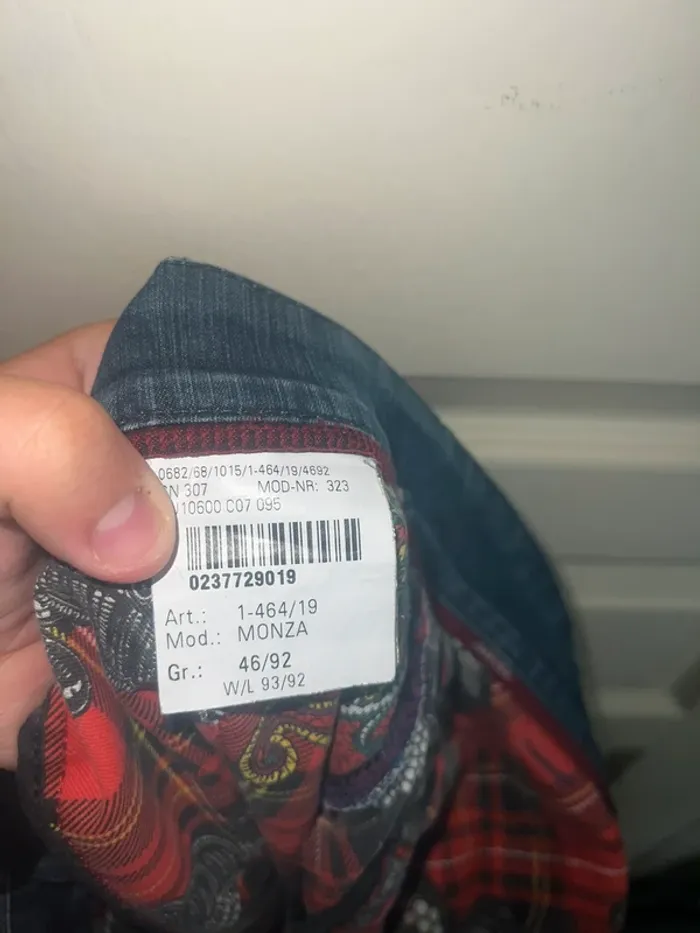 0682/68/1015/1-464/19/4692
307 MOD-NR: 323
10600 C07 095
0237729019
Art.: 1-464/19
Mod.: MONZA
Gr.: 46/92
W/L 93/92